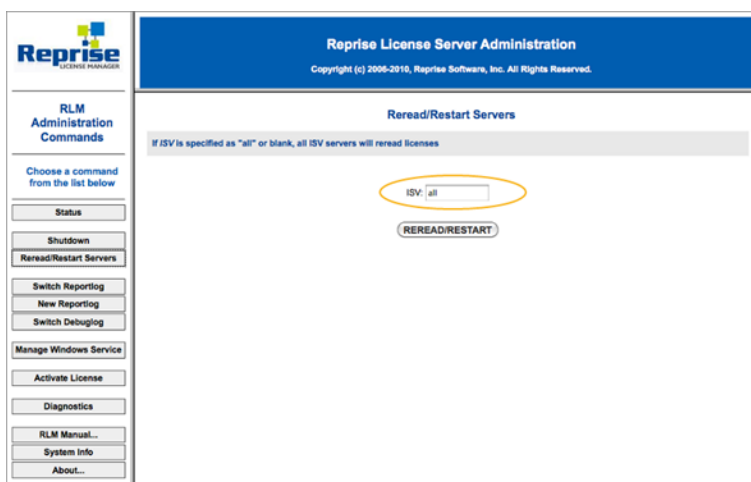 Reprise
LICENSE MANAGER
Reprise License Server Administration
Copyright (c) 2006-2010, Reprise Software, Inc. All Rights Reserved.
RLM
Administration
Commands
Choose a command
from the list below
Status
Shutdown
Reread/Restart Servers
Switch Reportlog
New Reportlog
Switch Debuglog
Manage Windows Service
Activate License
Diagnostics
RLM Manual...
System Info
About...
Reread/Restart Servers
If ISV is specified as "all" or blank, all ISV servers will reread licenses
ISV: all
REREAD/RESTART